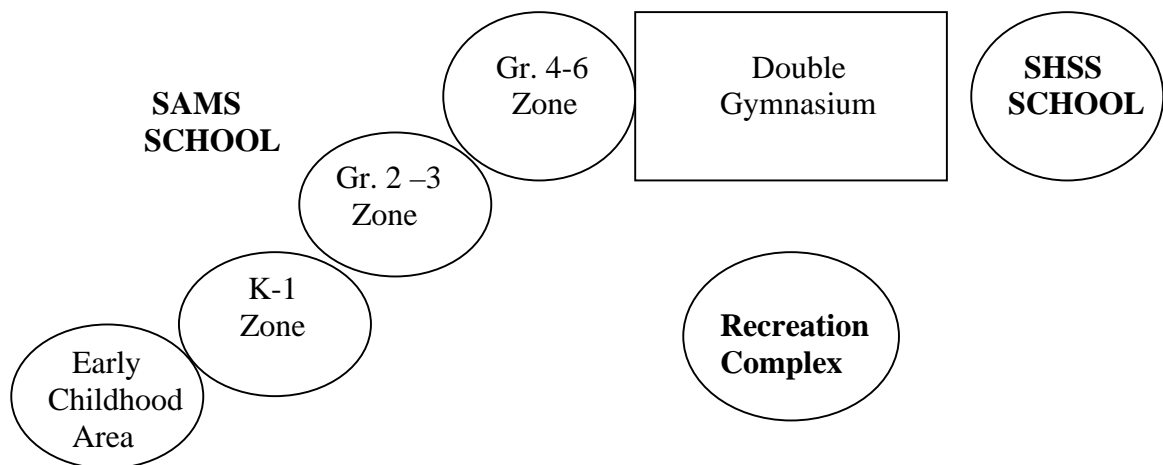 SAMS
SCHOOL
Gr. 4-6
Zone
Double
Gymnasium
SHSS
SCHOOL
Gr. 2 –3
Zone
K-1
Zone
Recreation
Complex
Early
Childhood
Area